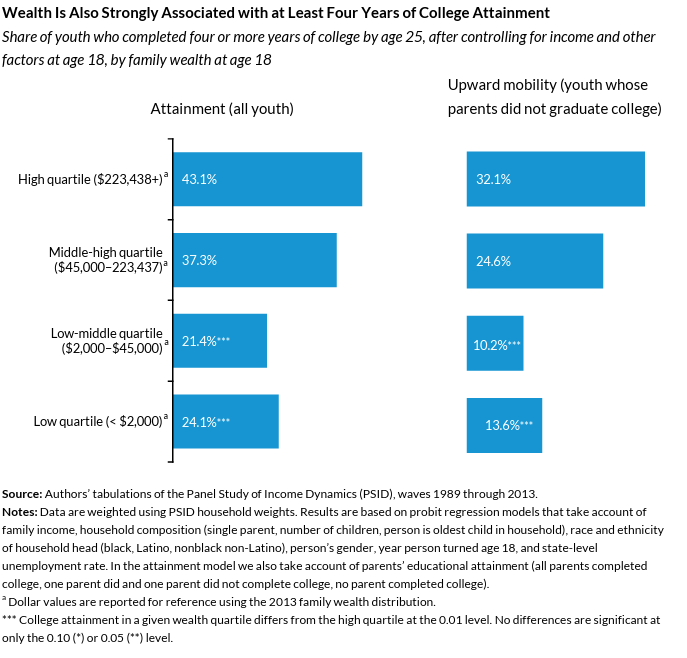 Wealth Is Also Strongly Associated with at Least Four Years of College Attainment
Share of youth who completed four or more years of college by age 25, after controlling for income and other
factors at age 18, by family wealth at age 18
Attainment (all youth)
Upward mobility (youth whose
parents did not graduate college)
High quartile ($223,438+)a
43.1%
32.1%
Middle-high quartile
($45,000–223,437)a
37.3%
24.6%
Low-middle quartile
($2,000–$45,000)a
21.4%***
10.2%***
Low quartile (< $2,000)a
24.1%***
13.6%***
Source: Authors’ tabulations of the Panel Study of Income Dynamics (PSID), waves 1989 through 2013.
Notes: Data are weighted using PSID household weights. Results are based on probit regression models that take account of
family income, household composition (single parent, number of children, person is oldest child in household), race and ethnicity
of household head (black, Latino, nonblack non-Latino), person’s gender, year person turned age 18, and state-level
unemployment rate. In the attainment model we also take account of parents’ educational attainment (all parents completed
college, one parent did and one parent did not complete college, no parent completed college).
a Dollar values are reported for reference using the 2013 family wealth distribution.
*** College attainment in a given wealth quartile differs from the high quartile at the 0.01 level. No differences are significant at
only the 0.10 (*) or 0.05 (**) level.